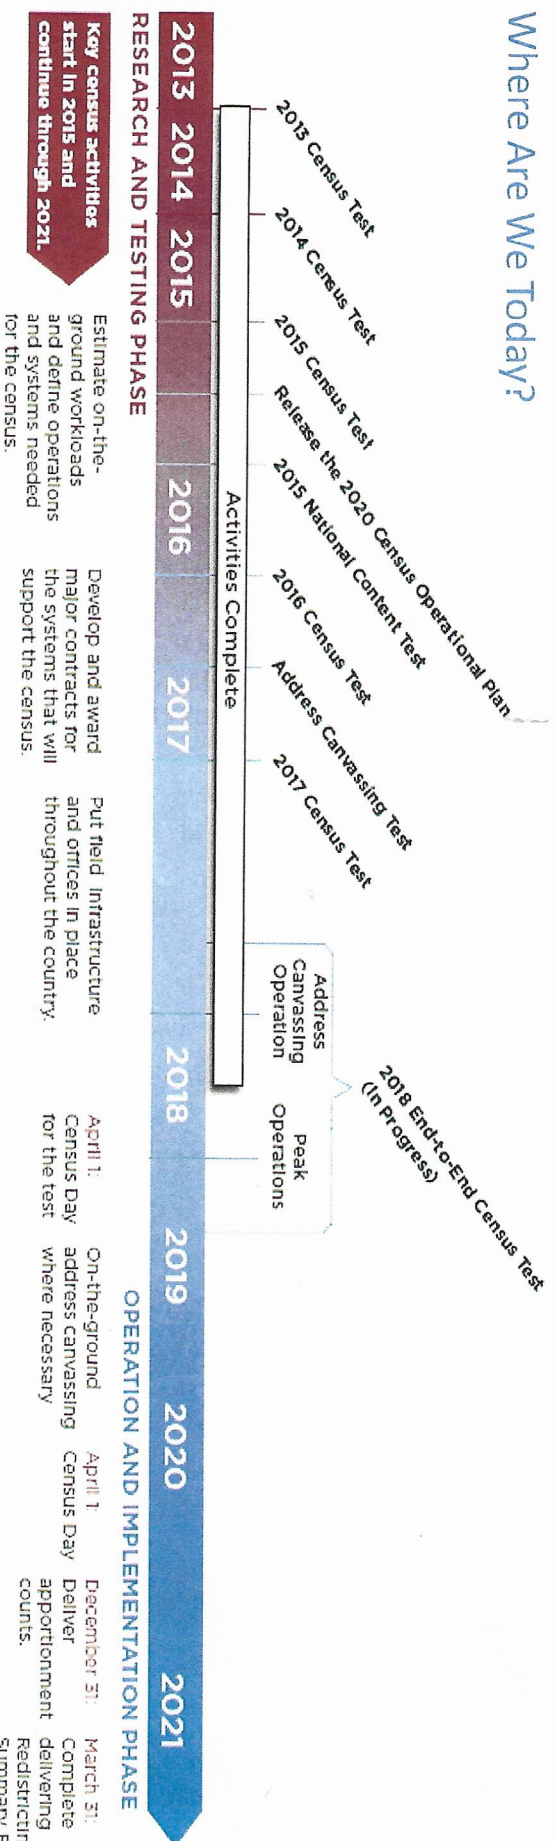 Where Are We Today?
2013 Census Test
2014 Census Test
2015 Census Test
Release the 2020 Census Operational Plan
2015 National Content Test
2016 Census Test
Address Canvassing Test
2017 Census Test
2018 End-to-End Census Test
(In Progress)
Address
Canvassing
Operation
Peak
Operations
Activities Complete
2013 2014 2015 2016 2017 2018 2019 2020 2021
RESEARCH AND TESTING PHASE
OPERATION AND IMPLEMENTATION PHASE
Key census activities
start in 2015 and
continue through 2021.
Estimate on-the-
ground workloads
and define operations
and systems needed
for the census.
Develop and award
major contracts for
the systems that will
support the census.
Put field infrastructure
and offices in place
throughout the country.
April 1:
Census Day
for the test
On-the-ground
address canvassing
where necessary
April 1:
Census Day
December 31:
Deliver
apportionment
counts.
March 31:
Complete
delivering